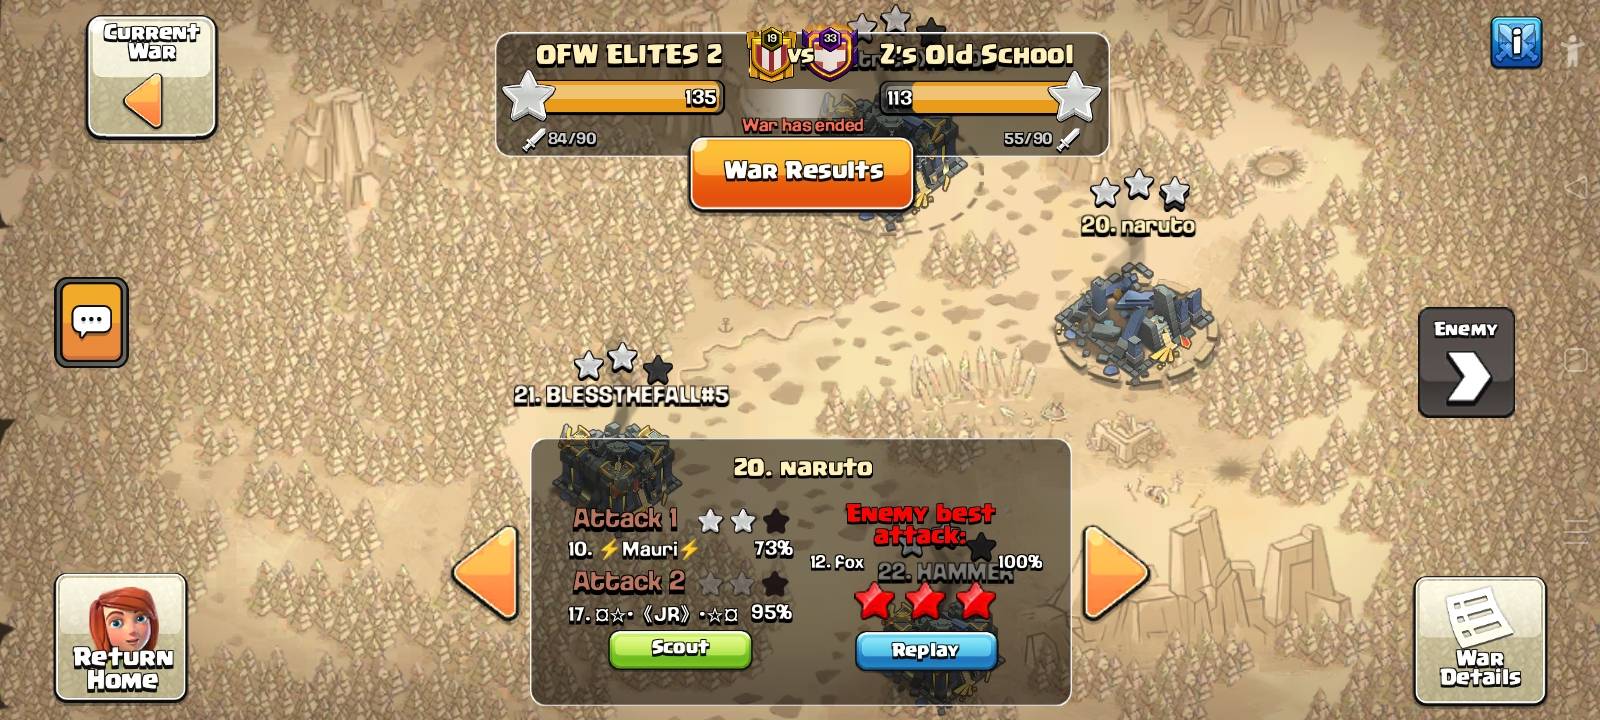 Current
War
OFW ELITES 2
19
VS
33
Z's Old School
135
113
84/90
War has ended
55/90
War Results
20. naruto
Enemy
21. BLESSTHEFALL#5
20. naruto
Attack 1
10. ⚡Mauri⚡ 73%
Attack 2
17. ¤☆•《JR》•☆¤ 95%
Scout
Enemy best
attack:
12. Fox 100%
22. HAMMER
Replay
Return
Home
War
Details